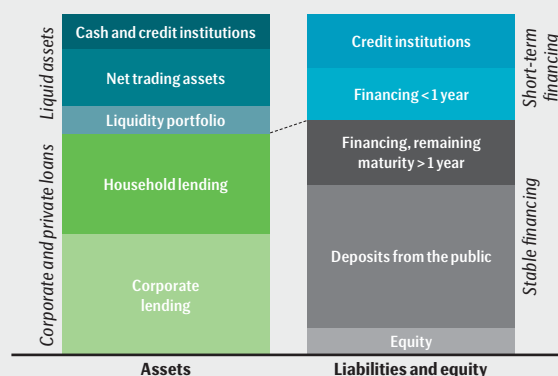 Liquid assets
Corporate and private loans
Cash and credit institutions
Net trading assets
Liquidity portfolio
Household lending
Corporate
lending
Assets
Credit institutions
Financing < 1 year
Financing, remaining
maturity > 1 year
Deposits from the public
Equity
Liabilities and equity
Short-term
financing
Stable financing